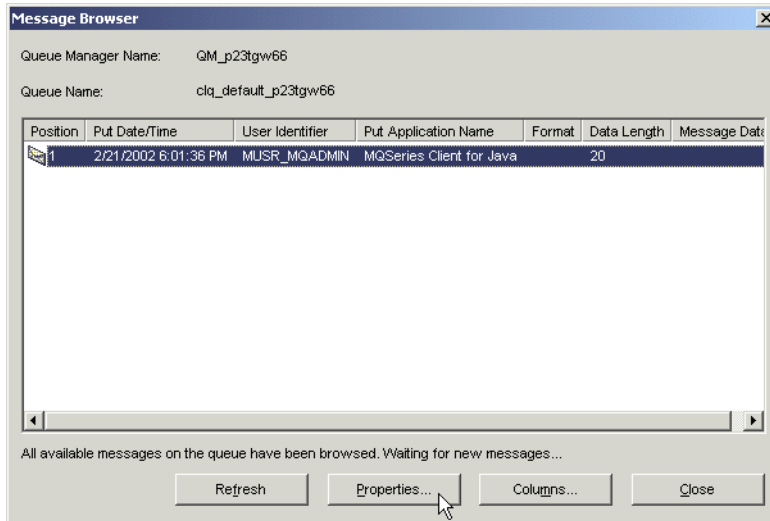 Message Browser
Queue Manager Name: QM_p23tgw66
Queue Name: clq_default_p23tgw66
Position Put Date/Time User Identifier Put Application Name Format Data Length Message Data
1 2/21/2002 6:01:36 PM MUSR_MQADMIN MQSeries Client for Java 20
All available messages on the queue have been browsed. Waiting for new messages...
Refresh Properties... Columns... Close